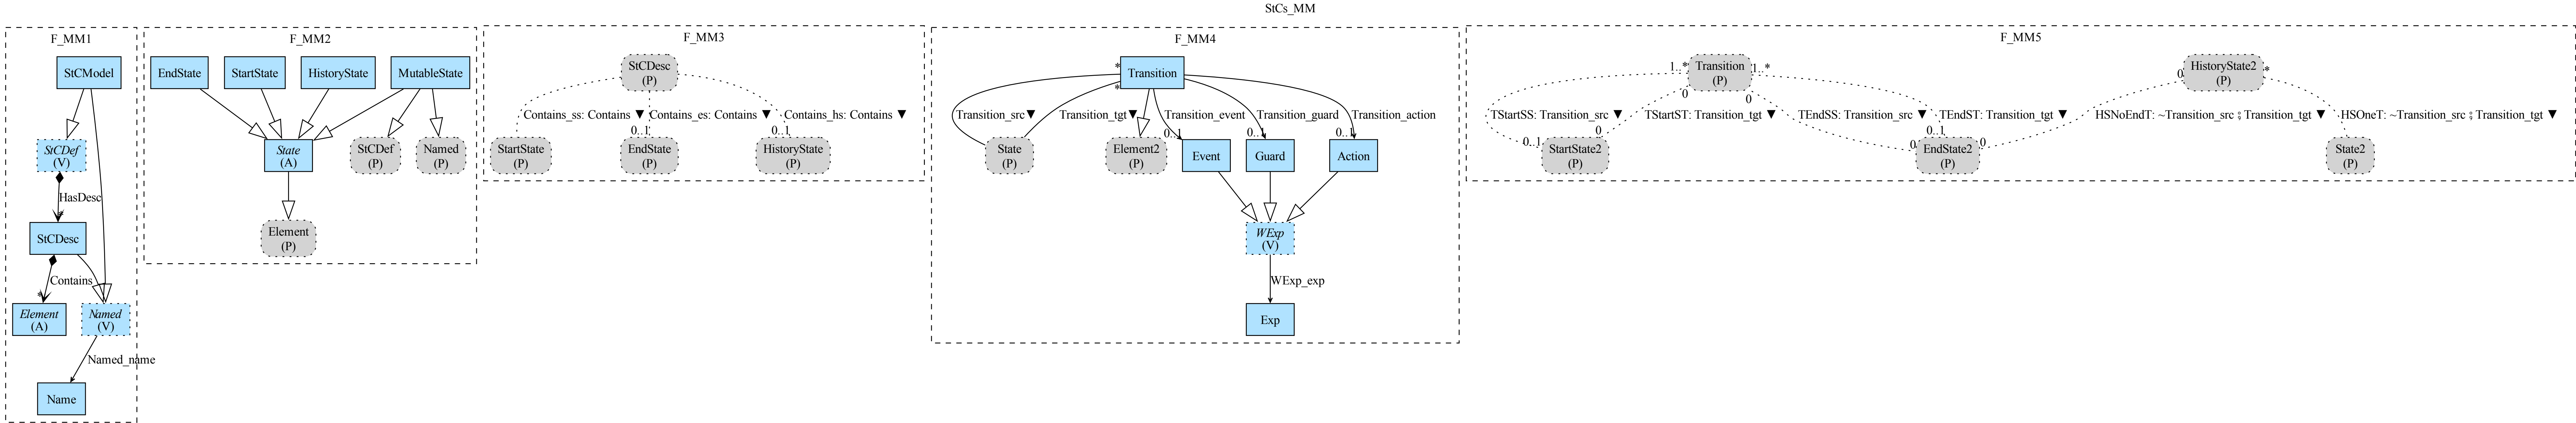 StCs_MM
F_MM1
StCModel
StCDef
(V)
HasDesc
*
StCDesc
Contains
*
Element
(A)
Named
(V)
Named_name
Name
F_MM2
EndState
StartState
HistoryState
MutableState
State
(A)
StCDef
(P)
Named
(P)
Element
(P)
F_MM3
StCDesc
(P)
Contains_ss: Contains ▼
Contains_es: Contains ▼
Contains_hs: Contains ▼
0..1
0..1
StartState
(P)
EndState
(P)
HistoryState
(P)
F_MM4
Transition
*
*
Transition_src▼
Transition_tgt▼
Transition_event
Transition_guard
Transition_action
0..1
0..1
0..1
State
(P)
Element2
(P)
Event
Guard
Action
WExp
(V)
WExp_exp
Exp
F_MM5
Transition
(P)
1..*
1..*
0
0
HistoryState2
(P)
0
*
TStartSS: Transition_src ▼
TStartST: Transition_tgt ▼
TEndSS: Transition_src ▼
TEndST: Transition_tgt ▼
HSNoEndT: ~Transition_src ⨾ Transition_tgt ▼
HSOneT: ~Transition_src ⨾ Transition_tgt ▼
0..1
0
0
0..1
0
StartState2
(P)
EndState2
(P)
State2
(P)